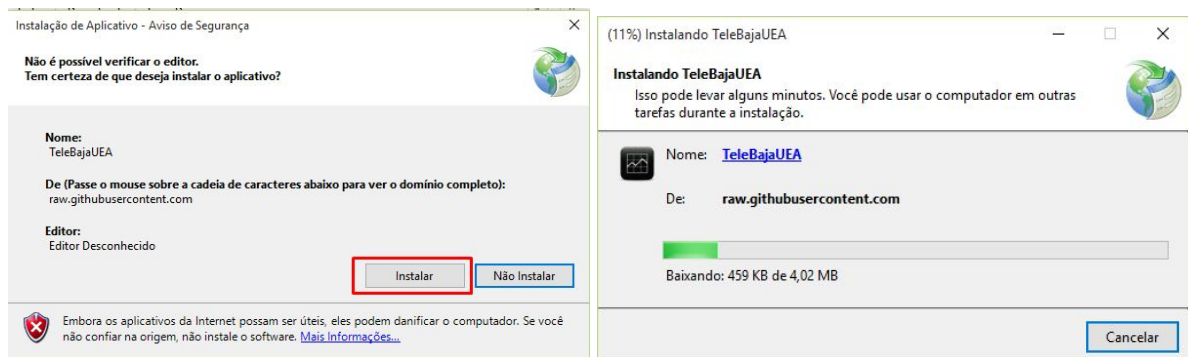 Instalação de Aplicativo - Aviso de Segurança
Não é possível verificar o editor.
Tem certeza de que deseja instalar o aplicativo?
Nome:
TeleBajaUEA
De (Passe o mouse sobre a cadeia de caracteres abaixo para ver o domínio completo):
raw.githubusercontent.com
Editor:
Editor Desconhecido
Instalar Não Instalar
Embora os aplicativos da Internet possam ser úteis, eles podem danificar o computador. Se você
não confiar na origem, não instale o software. Mais Informações...
(11%) Instalando TeleBajaUEA
Instalando TeleBajaUEA
Isso pode levar alguns minutos. Você pode usar o computador em outras
tarefas durante a instalação.
Nome: TeleBajaUEA
De: raw.githubusercontent.com
Baixando: 459 KB de 4,02 MB
Cancelar